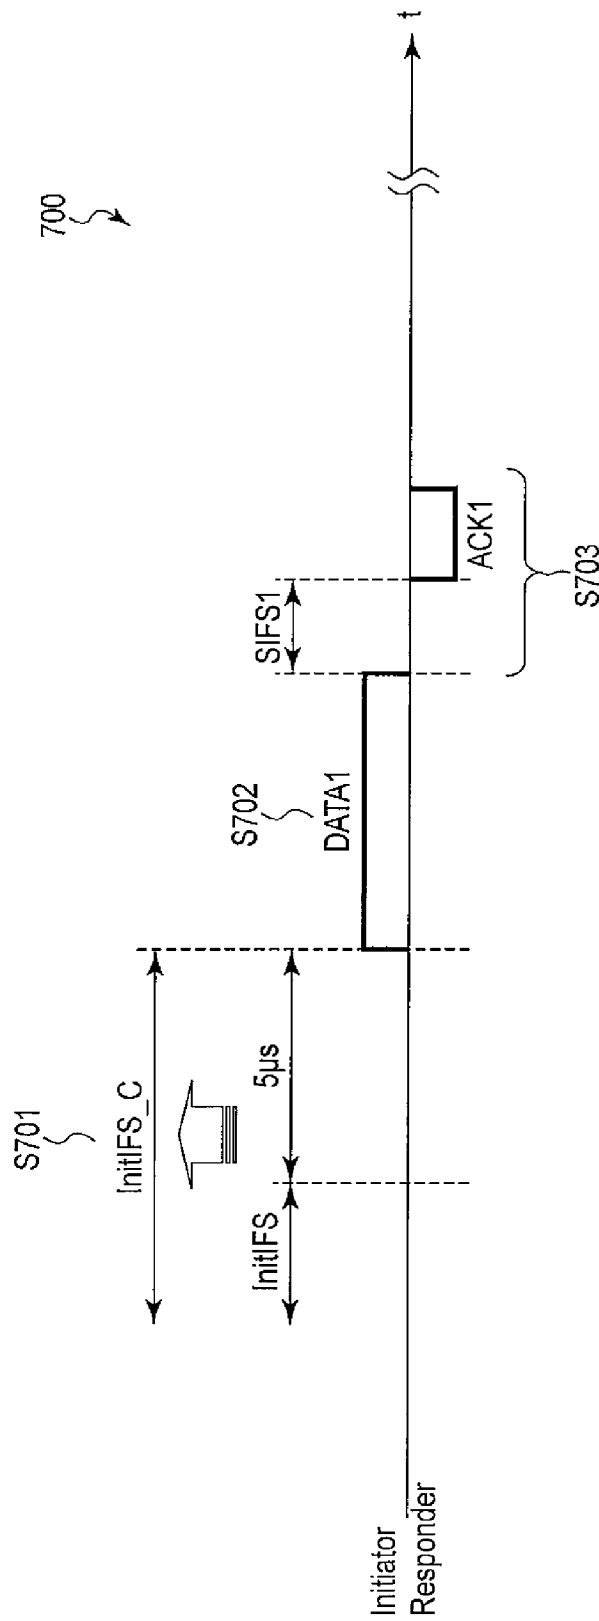 700
S701
InitIFS_C
InitIFS
5µs
S702
DATA1
SIFS1
ACK1
S703
Initiator
Responder
t